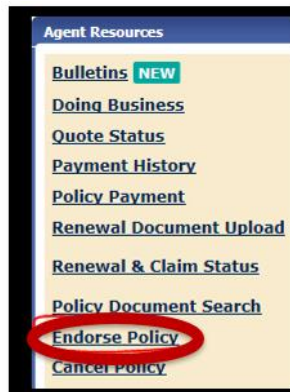 Agent Resources
Bulletins NEW
Doing Business
Quote Status
Payment History
Policy Payment
Renewal Document Upload
Renewal & Claim Status
Policy Document Search
Endorse Policy
Cancel Policy